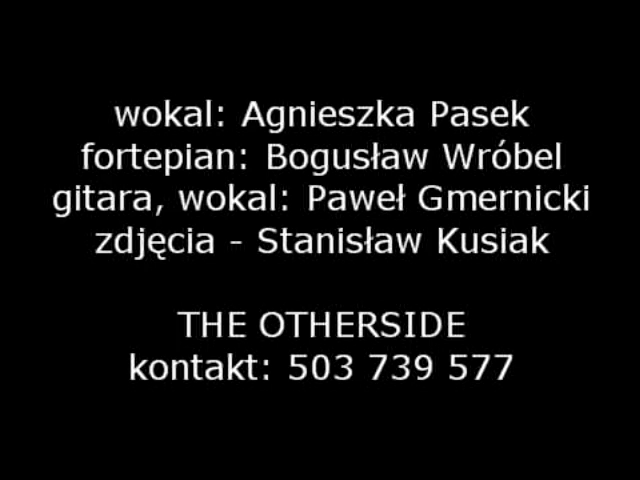 wokal: Agnieszka Pasek
fortepian: Bogusław Wróbel
gitara, wokal: Paweł Gmernicki
zdjęcia - Stanisław Kusiak
THE OTHERSIDE
kontakt: 503 739 577